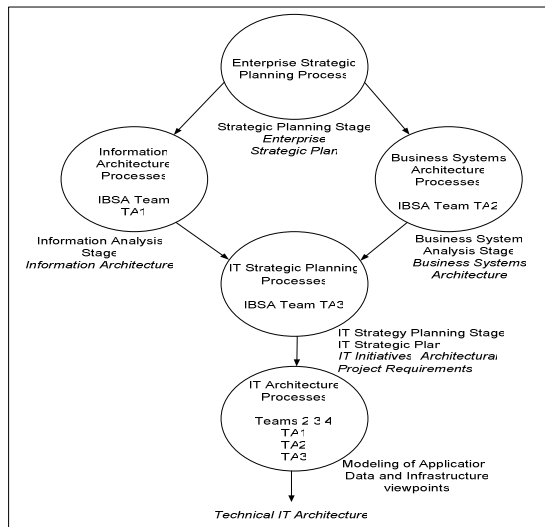 Enterprise Strategic
Planning Process
Strategic Planning Stage
Enterprise
Strategic Plan
Information
Architecture
Processes
IBSA Team
TA1
Information Analysis
Stage
Information Architecture
Business Systems
Architecture
Processes
IBSA Team TA2
Business System
Analysis Stage
Business Systems
Architecture
IT Strategic Planning
Processes
IBSA Team TA3
IT Strategy Planning Stage
IT Strategic Plan
IT Initiatives Architectural
Project Requirements
IT Architecture
Processes
Teams 2 3 4
TA1
TA2
TA3
Modeling of Application
Data and Infrastructure
viewpoints
Technical IT Architecture